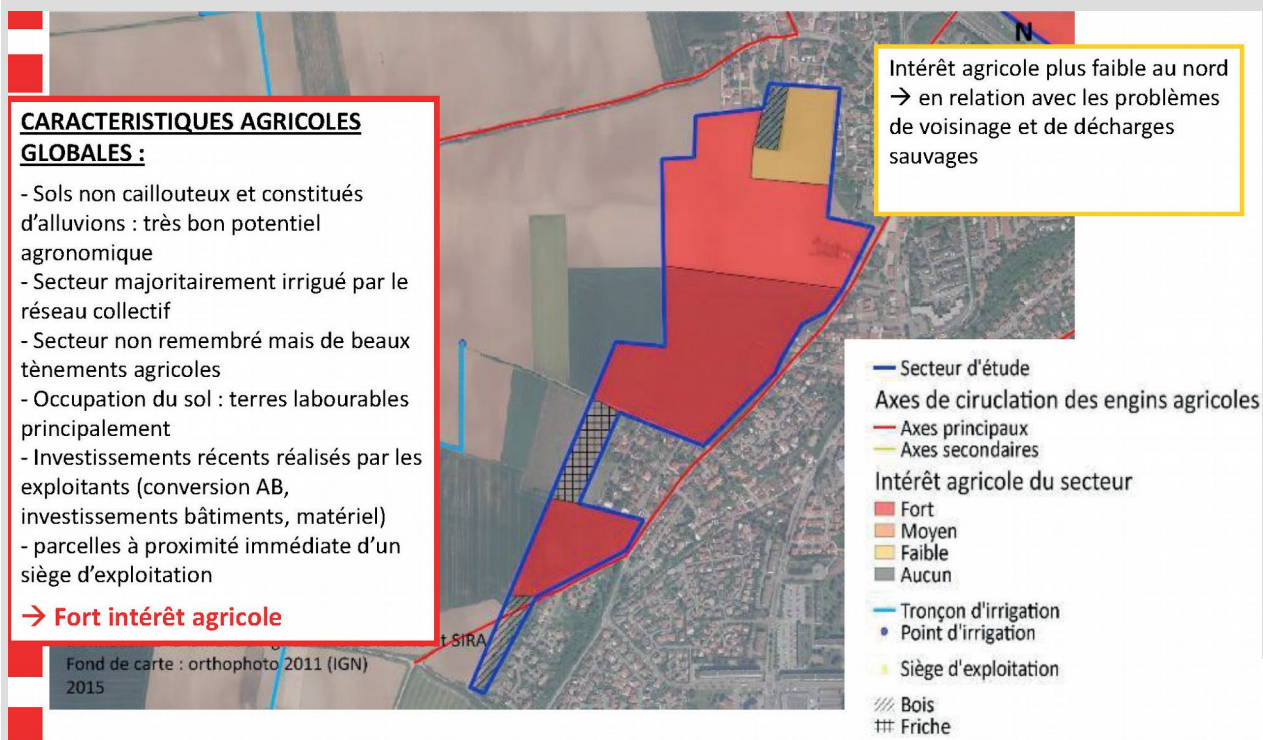 N
Intérêt agricole plus faible au nord
→ en relation avec les problèmes
de voisinage et de décharges
sauvages
CARACTERISTIQUES AGRICOLES
GLOBALES :
- Sols non caillouteux et constitués
d'alluvions : très bon potentiel
agronomique
- Secteur majoritairement irrigué par le
réseau collectif
- Secteur non remembré mais de beaux
tènements agricoles
- Occupation du sol : terres labourables
principalement
- Investissements récents réalisés par les
exploitants (conversion AB,
investissements bâtiments, matériel)
- parcelles à proximité immédiate d'un
siège d'exploitation
→ Fort intérêt agricole
t SIRA
Fond de carte : orthophoto 2011 (IGN)
2015
Secteur d'étude
Axes de ciruclation des engins agricoles
Axes principaux
Axes secondaires
Intérêt agricole du secteur
Fort
Moyen
Faible
Aucun
Tronçon d'irrigation
Point d'irrigation
Siège d'exploitation
Bois
Friche